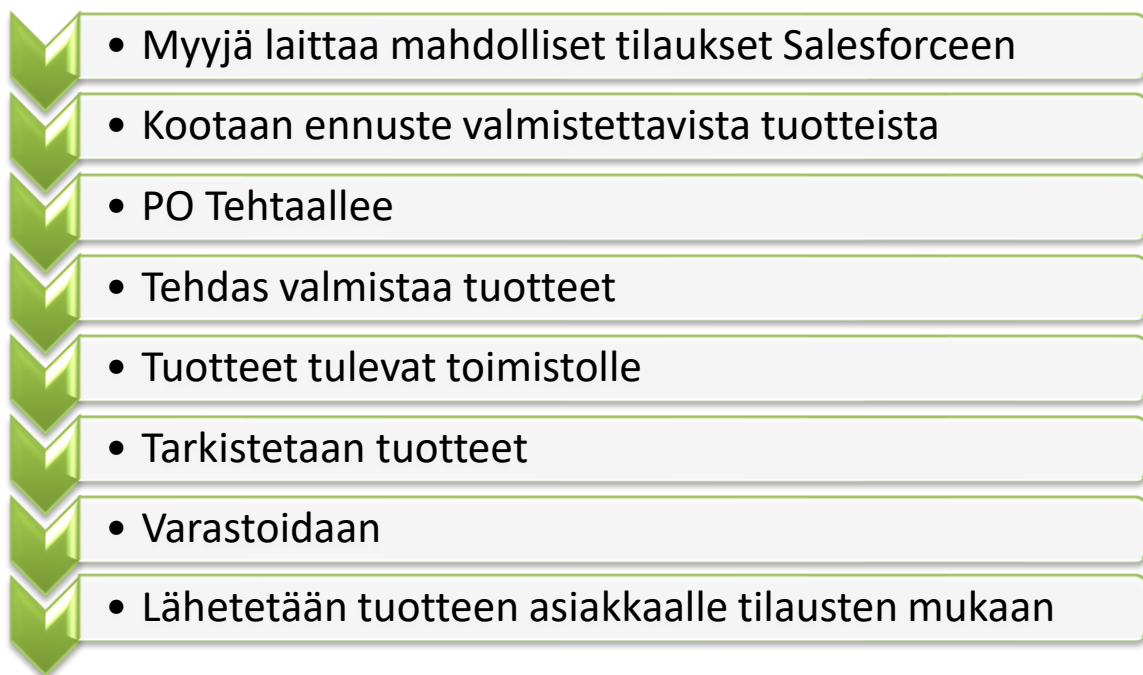 • Myyjä laittaa mahdolliset tilaukset Salesforceen
• Kootaan ennuste valmistettavista tuotteista
• PO Tehtaallee
• Tehdas valmistaa tuotteet
• Tuotteet tulevat toimistolle
• Tarkistetaan tuotteet
• Varastoidaan
• Lähetetään tuotteen asiakkaalle tilausten mukaan